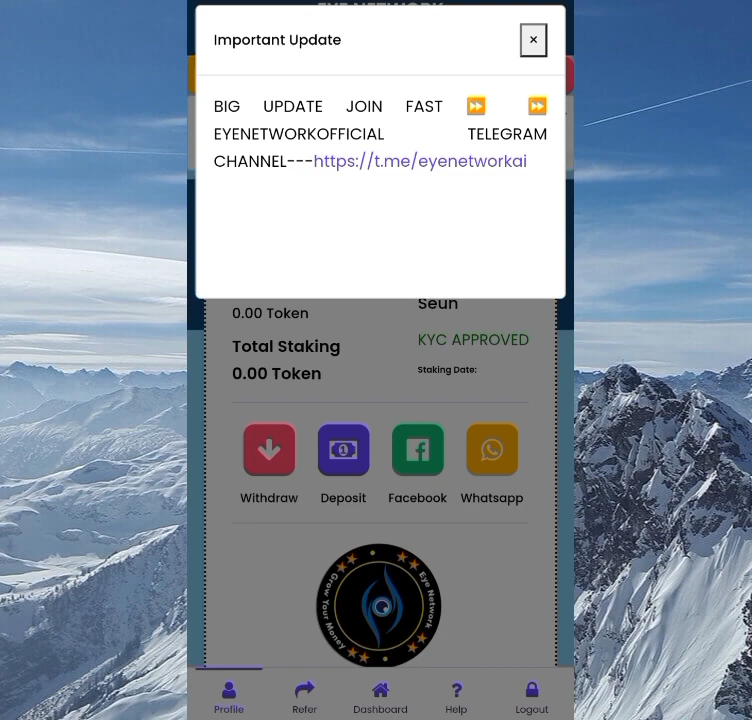 EYE NETWORK
Important Update
×
BIG UPDATE JOIN FAST ⏩ ⏩
EYENETWORKOFFICIAL TELEGRAM
CHANNEL---https://t.me/eyenetworkai
0.00 Token
Seun
Total Staking
KYC APPROVED
0.00 Token
Staking Date:
Withdraw
Deposit
Facebook
Whatsapp
Grow Your Money
Eye Network
Profile
Refer
Dashboard
Help
Logout